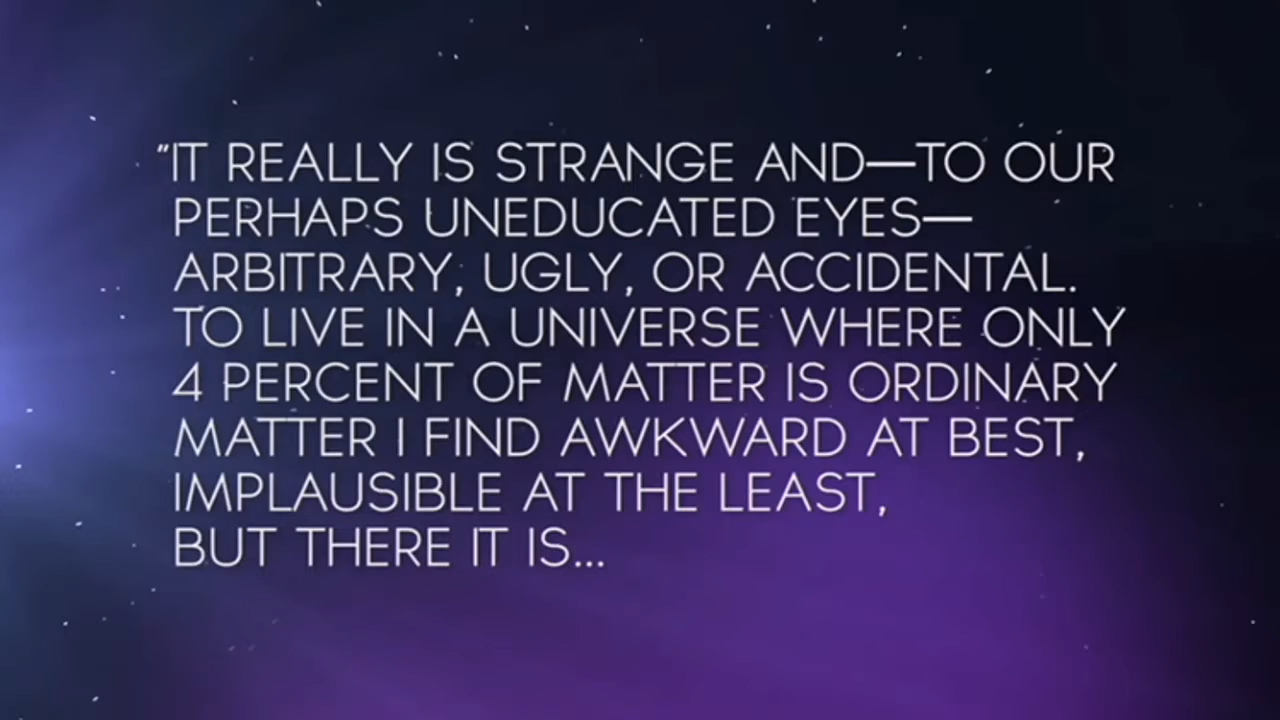 "IT REALLY IS STRANGE AND—TO OUR
PERHAPS UNEDUCATED EYES—
ARBITRARY, UGLY, OR ACCIDENTAL.
TO LIVE IN A UNIVERSE WHERE ONLY
4 PERCENT OF MATTER IS ORDINARY
MATTER I FIND AWKWARD AT BEST,
IMPLAUSIBLE AT THE LEAST,
BUT THERE IT IS...